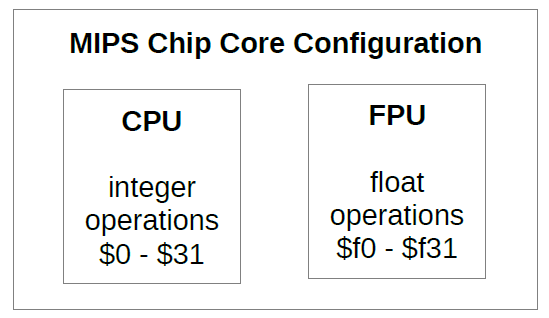 MIPS Chip Core Configuration
CPU
integer
operations
$0 - $31
FPU
float
operations
$f0 - $f31